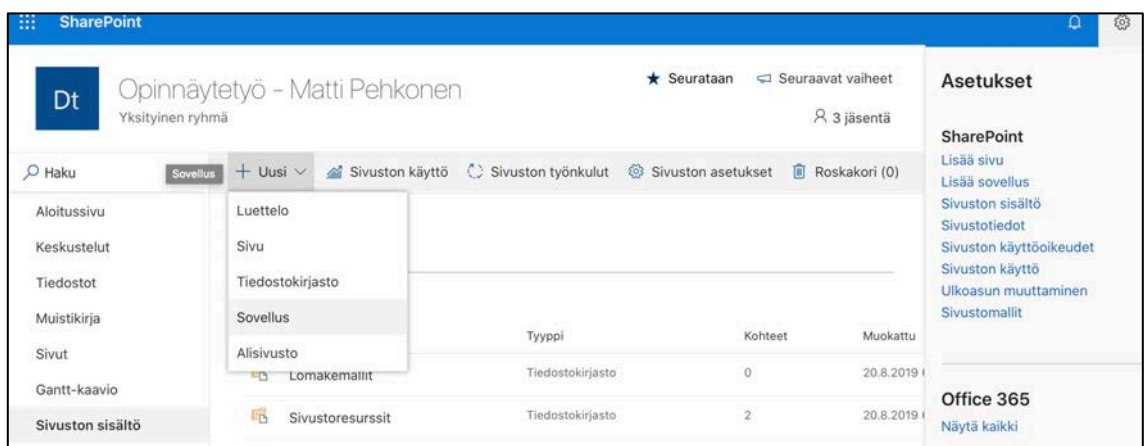 SharePoint
Dt
Opinnäytetyö - Matti Pehkonen
Yksityinen ryhmä
Seurataan
Seuraavat vaiheet
3 jäsentä
Haku
Sovellus
Uusi
Sivuston käyttö
Sivuston työnkulut
Sivuston asetukset
Roskakori (0)
Aloitussivu
Keskustelut
Tiedostot
Muistikirja
Sivut
Gantt-kaavio
Sivuston sisältö
Luettelo
Sivu
Tiedostokirjasto
Sovellus
Alisivusto
Tyyppi
Kohteet
Muokattu
Lomakemallit
Tiedostokirjasto
0
20.8.2019
Sivustoresurssit
Tiedostokirjasto
2
20.8.2019
Asetukset
SharePoint
Lisää sivu
Lisää sovellus
Sivuston sisältö
Sivustotiedot
Sivuston käyttöoikeudet
Sivuston käyttö
Ulkoasun muuttaminen
Sivustomallit
Office 365
Näytä kaikki